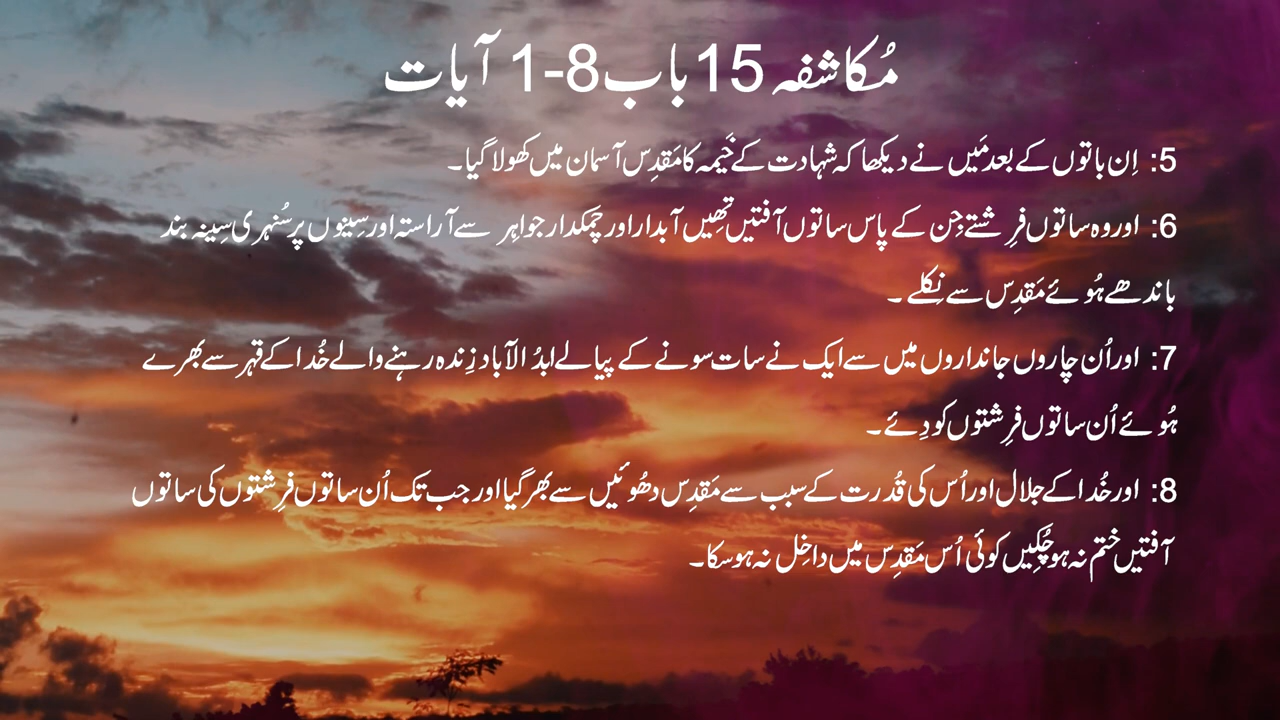 مُکاشفہ 15 باب 8-1 آیات
5: اِن باتوں کے بعد مَیں نے دیکھا کہ شہادت کے خَیمہ کا مَقدِس آسمان میں کھولا گیا۔
6: اور وہ ساتوں فرِشتے جِن کے پاس ساتوں آفتیں تھِیں آبدار اور چمکدار جواہِر سے آراستہ اور سِینوں پر سُنہری سِینہ بند
باندھے ہُوئے مَقدِس سے نِکلے۔
7: اور اُن چاروں جانداروں میں سے ایک نے سات سونے کے پیالے ابدُ الآباد زِندہ رہنے والے خُدا کے قہر سے بھرے
ہُوئے اُن ساتوں فرِشتوں کو دِئے۔
8: اور خُدا کے جلال اور اُس کی قُدرت کے سبب سے مَقدِس دھُوئیں سے بھر گیا اور جب تک اُن ساتوں فرِشتوں کی ساتوں
آفتیں ختم نہ ہو چُکِیں کوئی اُس مَقدِس میں داخِل نہ ہو سکا۔